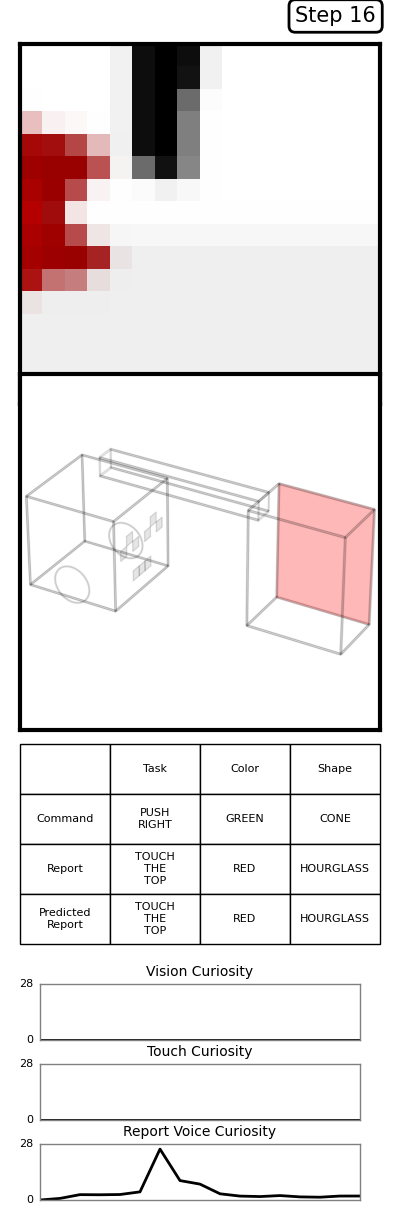 Step 16
Task Color Shape
Command PUSH RIGHT GREEN CONE
Report TOUCH THE TOP RED HOURGLASS
Predicted Report TOUCH THE TOP RED HOURGLASS
Vision Curiosity
28
0
Touch Curiosity
28
0
Report Voice Curiosity
28
0